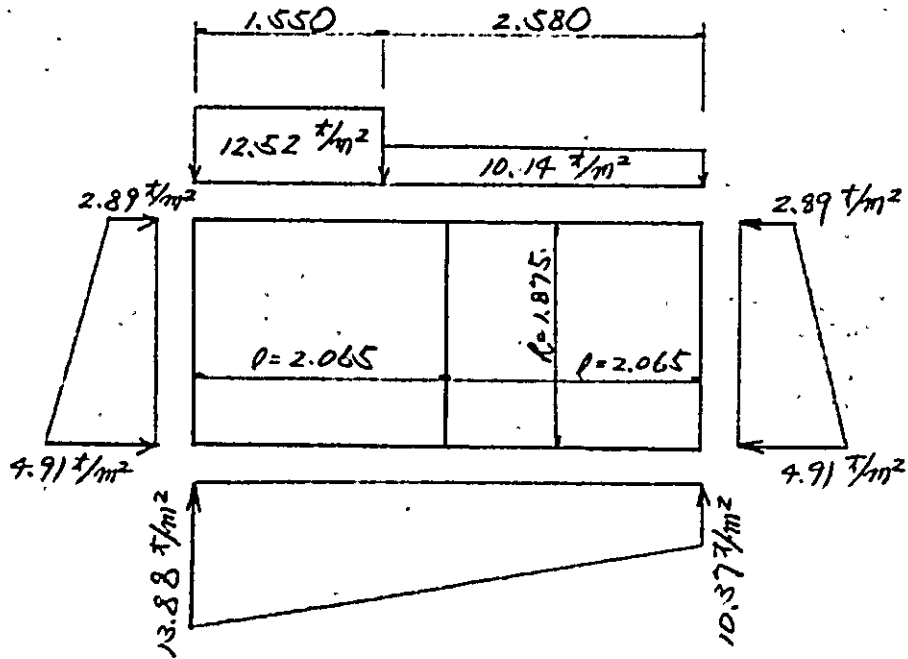 1.550 2.580
12.52 t/m²
10.14 t/m²
2.89 t/m²
2.89 t/m²
h=1.875
l=2.065
l=2.065
4.91 t/m²
4.91 t/m²
13.88 t/m²
10.37 t/m²